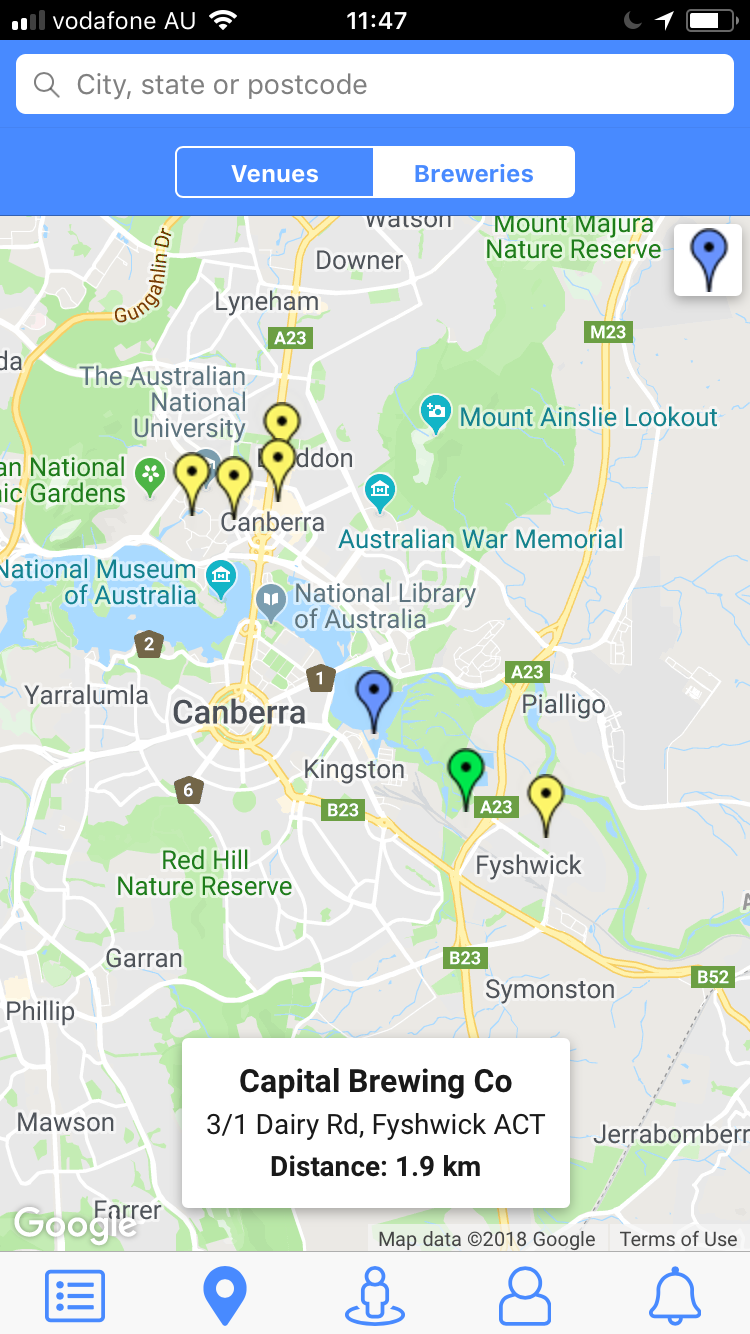 vodafone AU
11:47
City, state or postcode
Venues
Breweries
Watson
Mount Majura
Nature Reserve
Gungahlin Dr
Downer
Lyneham
A23
M23
da
The Australian
National
University
Mount Ainslie Lookout
an National
ic Gardens
ddon
Canberra
Australian War Memorial
National Museum
of Australia
National Library
of Australia
2
1
A23
Yarralumla
Canberra
Pialligo
Kingston
6
B23
A23
Fyshwick
Red Hill
Nature Reserve
Garran
B23
B52
Symonston
Phillip
Capital Brewing Co
3/1 Dairy Rd, Fyshwick ACT
Distance: 1.9 km
Mawson
Jerrabomberr
Farrer
Google
Map data ©2018 Google
Terms of Use